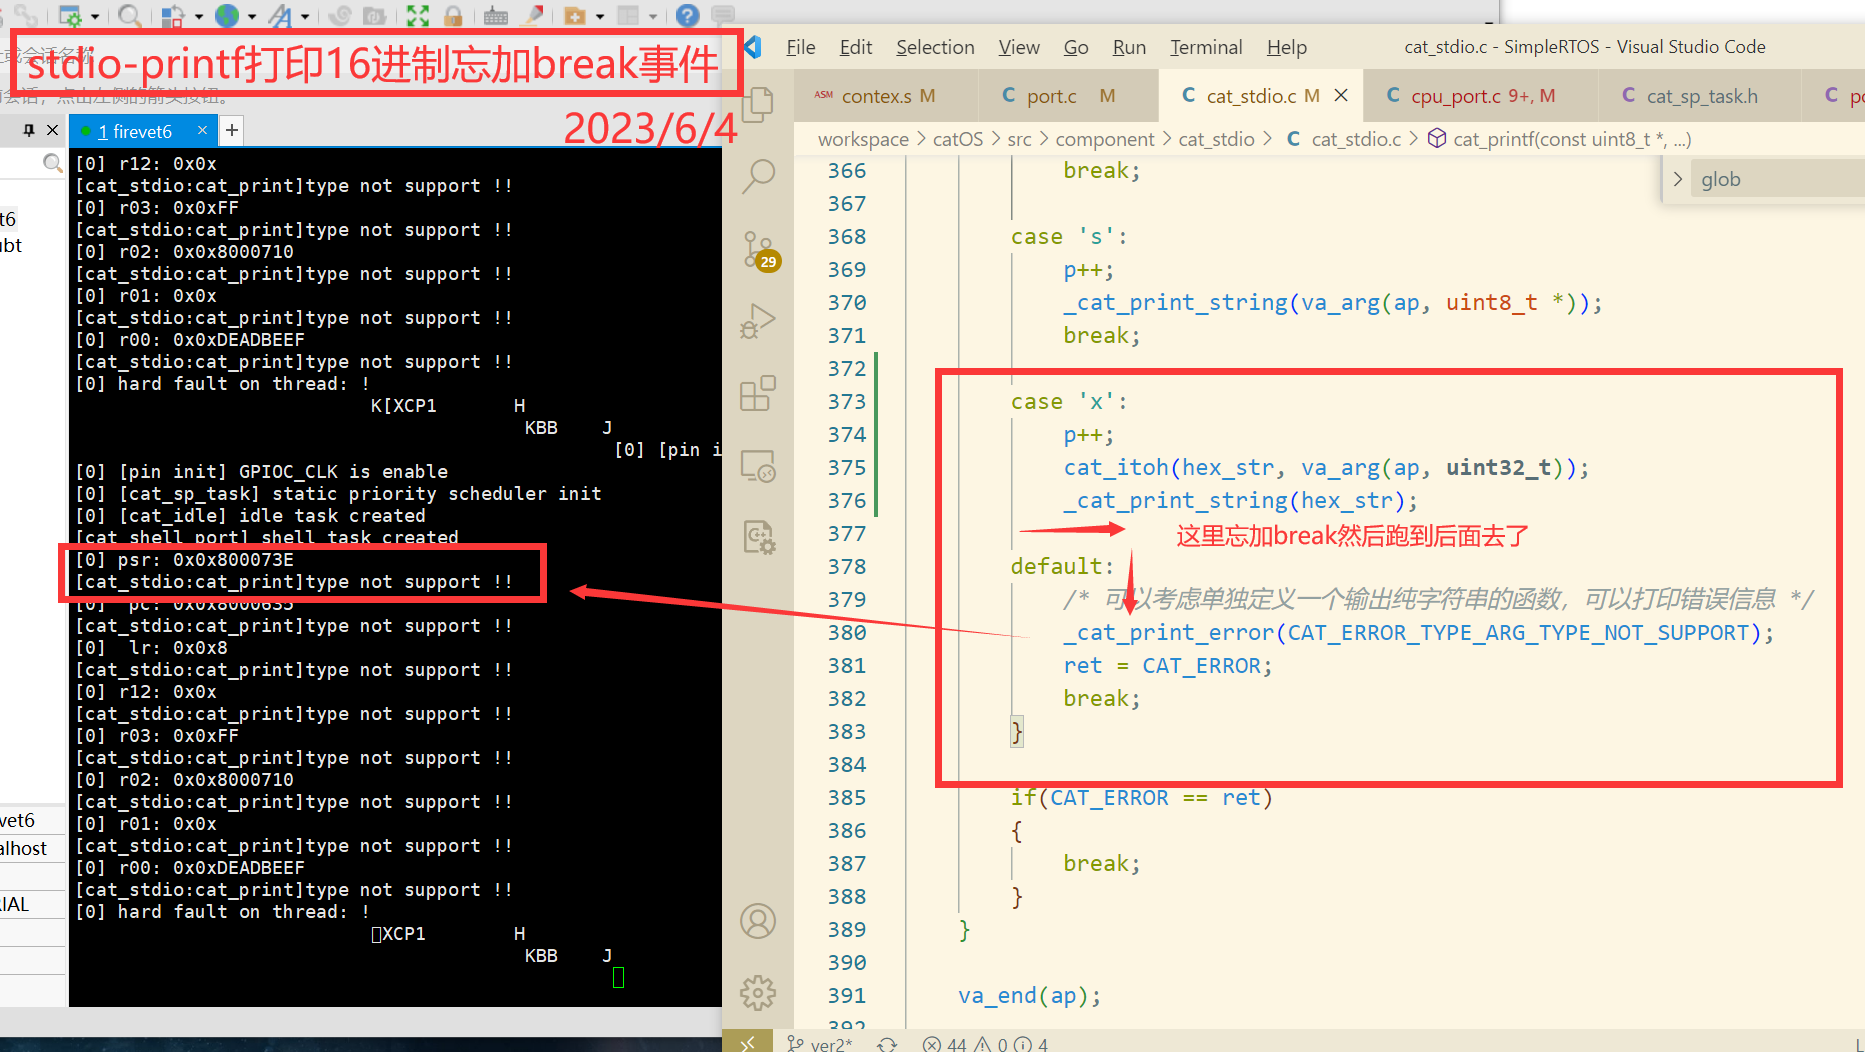 stdio-printf打印16进制忘加break事件
2023/6/4
1 firevet6
[0] r12: 0x0x
[cat_stdio:cat_print]type not support !!
[0] r03: 0x0xFF
[cat_stdio:cat_print]type not support !!
[0] r02: 0x0x8000710
[cat_stdio:cat_print]type not support !!
[0] r01: 0x0x
[cat_stdio:cat_print]type not support !!
[0] r00: 0x0xDEADBEEF
[cat_stdio:cat_print]type not support !!
[0] hard fault on thread: !
K[XCP1 H
KBB J
[0] [pin i
[0] [pin init] GPIOC_CLK is enable
[0] [cat_sp_task] static priority scheduler init
[0] [cat_idle] idle task created
[cat_shell_port] shell task created
[0] psr: 0x0x800073E
[cat_stdio:cat_print]type not support !!
[0] pc: 0x0x8000635
[cat_stdio:cat_print]type not support !!
[0] lr: 0x0x8
[cat_stdio:cat_print]type not support !!
[0] r12: 0x0x
[cat_stdio:cat_print]type not support !!
[0] r03: 0x0xFF
[cat_stdio:cat_print]type not support !!
[0] r02: 0x0x8000710
[cat_stdio:cat_print]type not support !!
[0] r01: 0x0x
[cat_stdio:cat_print]type not support !!
[0] r00: 0x0xDEADBEEF
[cat_stdio:cat_print]type not support !!
[0] hard fault on thread: !
XCP1 H
KBB J
t6
ubt
vet6
alhost
RIAL
File Edit Selection View Go Run Terminal Help cat_stdio.c - SimpleRTOS - Visual Studio Code
ASM contex.s M C port.c M C cat_stdio.c M C cpu_port.c 9+, M C cat_sp_task.h C po
workspace > catOS > src > component > cat_stdio > C cat_stdio.c > cat_printf(const uint8_t *, ...)
glob
29
366 break;
367
368 case 's':
369 p++;
370 _cat_print_string(va_arg(ap, uint8_t *));
371 break;
372
373 case 'x':
374 p++;
375 cat_itoh(hex_str, va_arg(ap, uint32_t));
376 _cat_print_string(hex_str);
377 这里忘加break然后跑到后面去了
378 default:
379 /* 可以考虑单独定义一个输出纯字符串的函数，可以打印错误信息 */
380 _cat_print_error(CAT_ERROR_TYPE_ARG_TYPE_NOT_SUPPORT);
381 ret = CAT_ERROR;
382 break;
383 }
384
385 if(CAT_ERROR == ret)
386 {
387 break;
388 }
389 }
390
391 va_end(ap);
392
ver2* 44 0 4 L